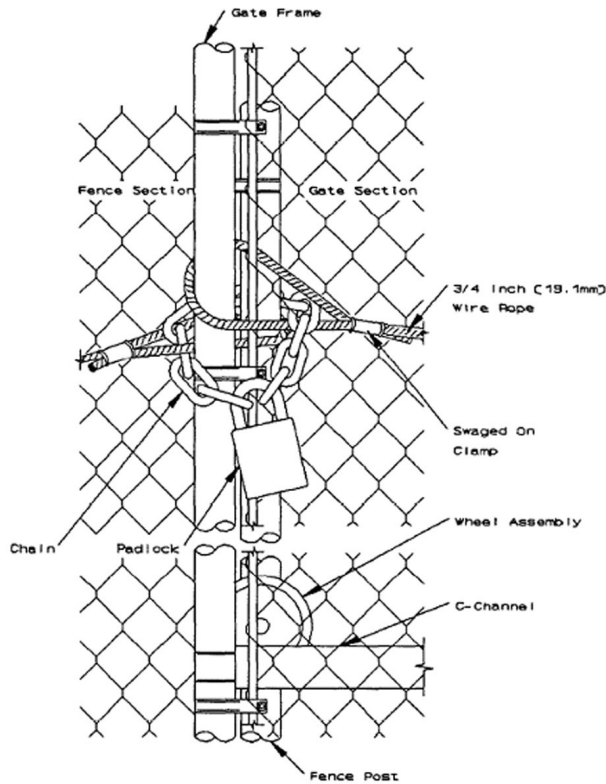 Gate Frame
Fence Section
Gate Section
3/4 Inch (19.1mm)
Wire Rope
Swaged On
Clamp
Wheel Assembly
Chain
Padlock
C-Channel
Fence Post